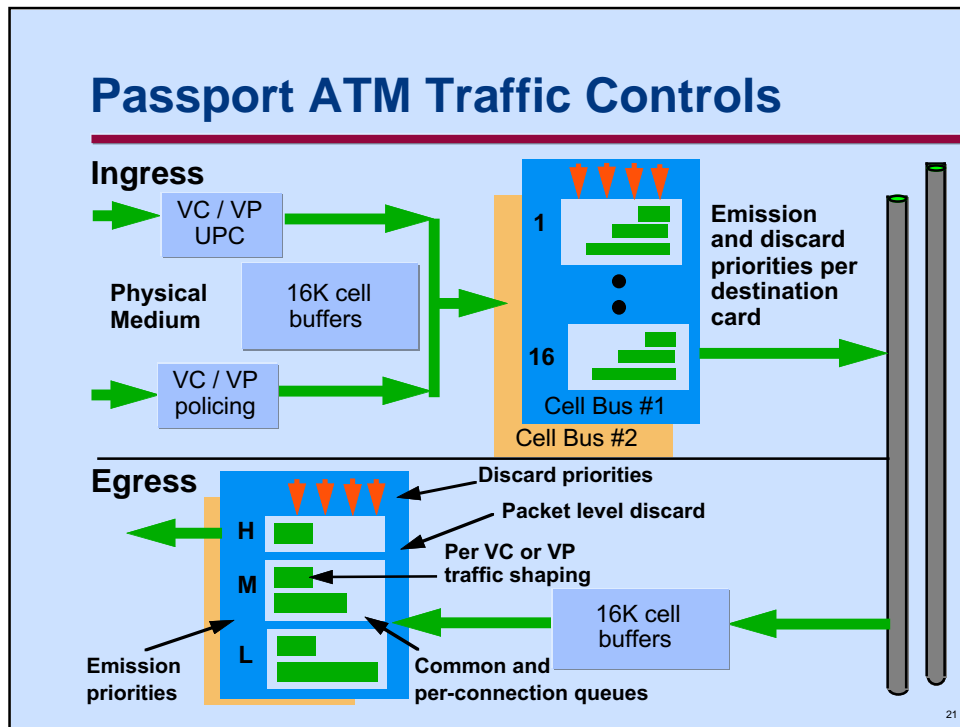 Passport ATM Traffic Controls
Ingress
VC / VP
UPC
Physical
Medium
16K cell
buffers
VC / VP
policing
1
16
Cell Bus #1
Cell Bus #2
Emission
and discard
priorities per
destination
card
Egress
H
M
L
Discard priorities
Packet level discard
Per VC or VP
traffic shaping
16K cell
buffers
Emission
priorities
Common and
per-connection queues
21